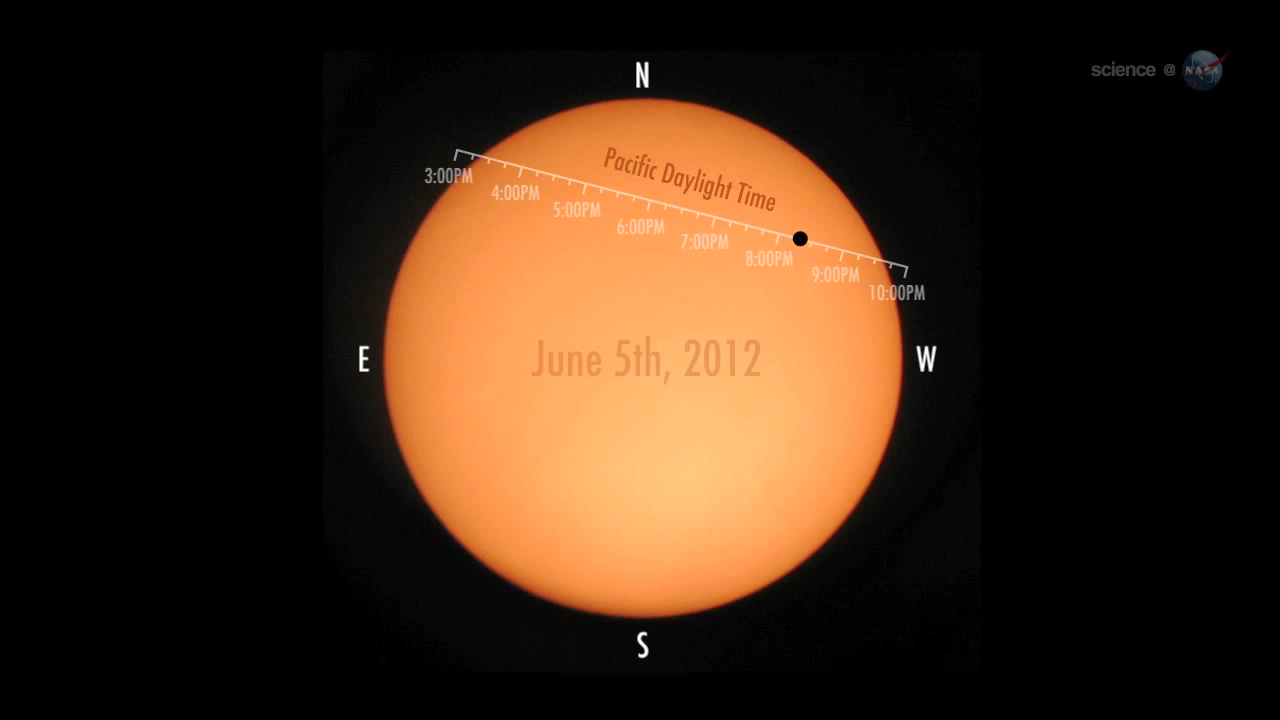 N
science @ NASA
Pacific Daylight Time
3:00PM
4:00PM
5:00PM
6:00PM
7:00PM
8:00PM
9:00PM
10:00PM
E
June 5th, 2012
W
S